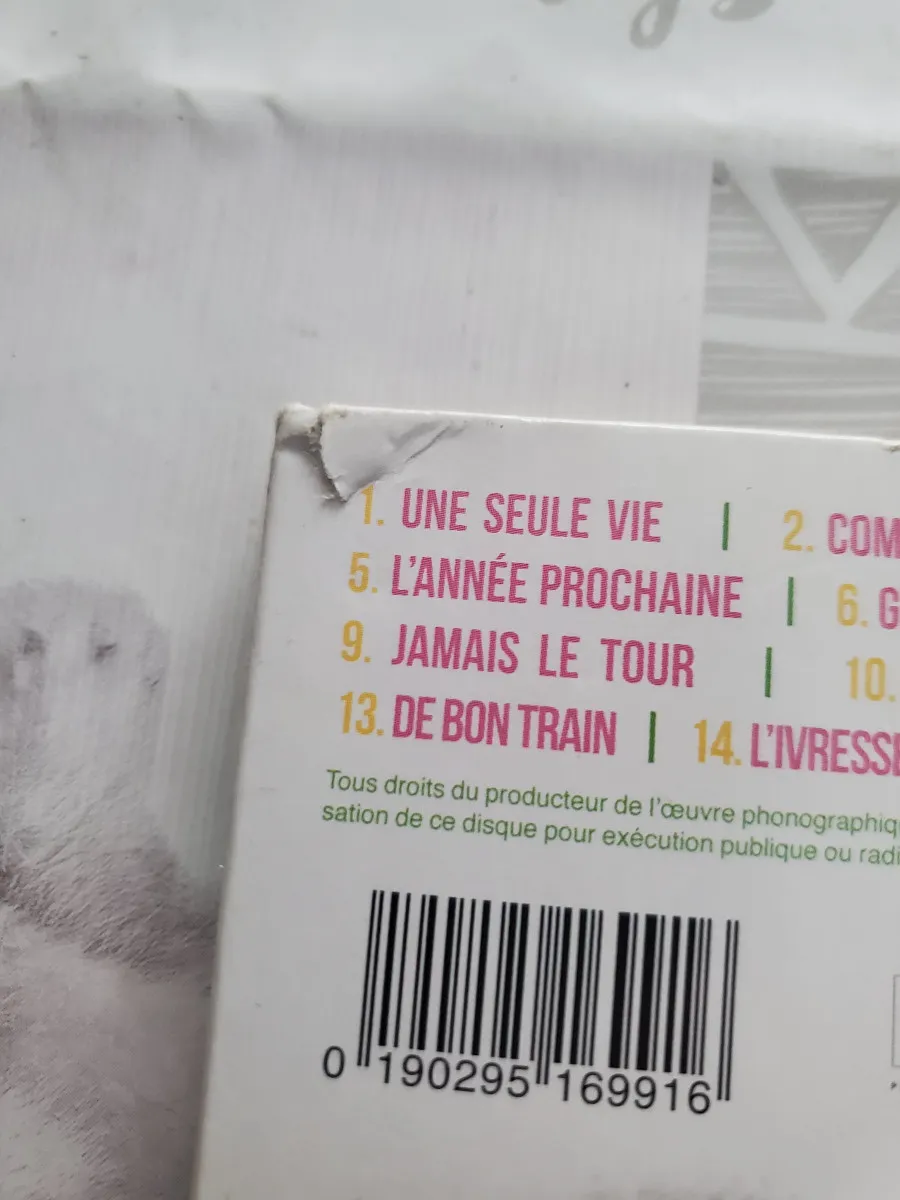 1. UNE SEULE VIE | 2. COM
5. L'ANNÉE PROCHAINE | 6. G
9. JAMAIS LE TOUR | 10.
13. DE BON TRAIN | 14. L'IVRESSE
Tous droits du producteur de l'œuvre phonographiq
sation de ce disque pour exécution publique ou radi
0 190295 169916